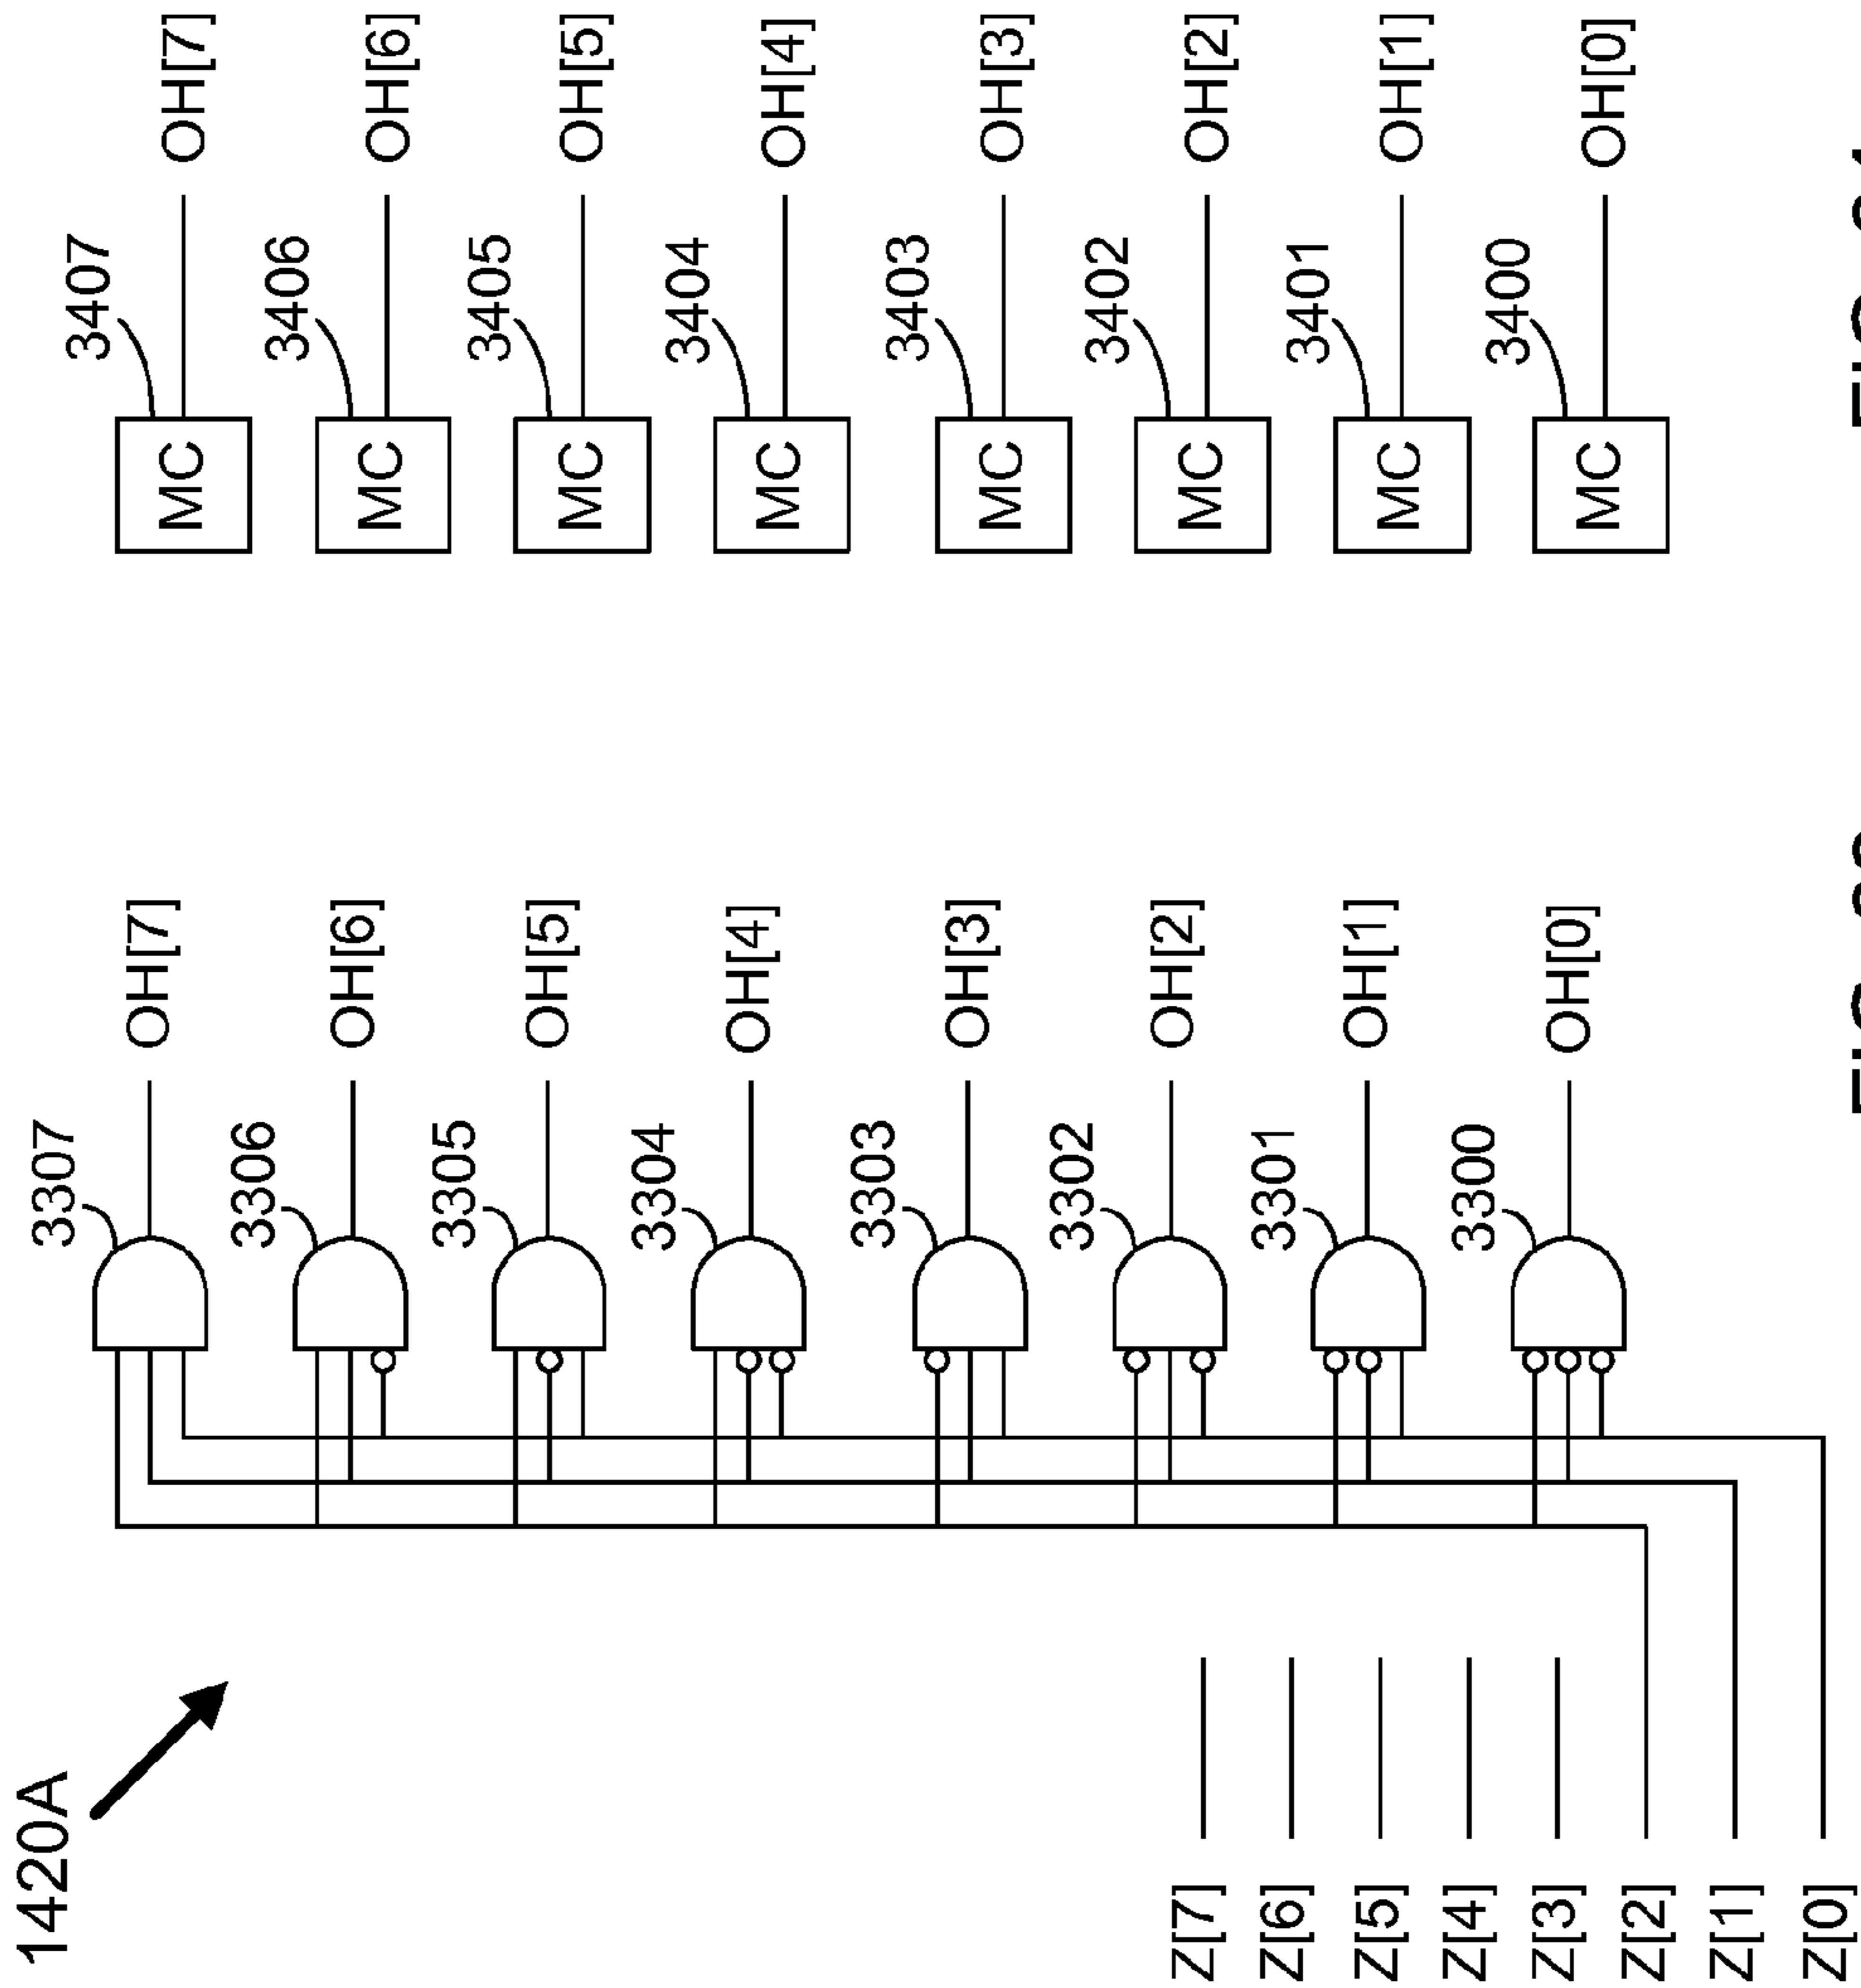 1420A
3307
OH[7]
3306
OH[6]
3305
OH[5]
3304
OH[4]
3303
OH[3]
3302
OH[2]
3301
OH[1]
3300
OH[0]
Z[7]
Z[6]
Z[5]
Z[4]
Z[3]
Z[2]
Z[1]
Z[0]
3407
MC
OH[7]
3406
MC
OH[6]
3405
MC
OH[5]
3404
MC
OH[4]
3403
MC
OH[3]
3402
MC
OH[2]
3401
MC
OH[1]
3400
MC
OH[0]